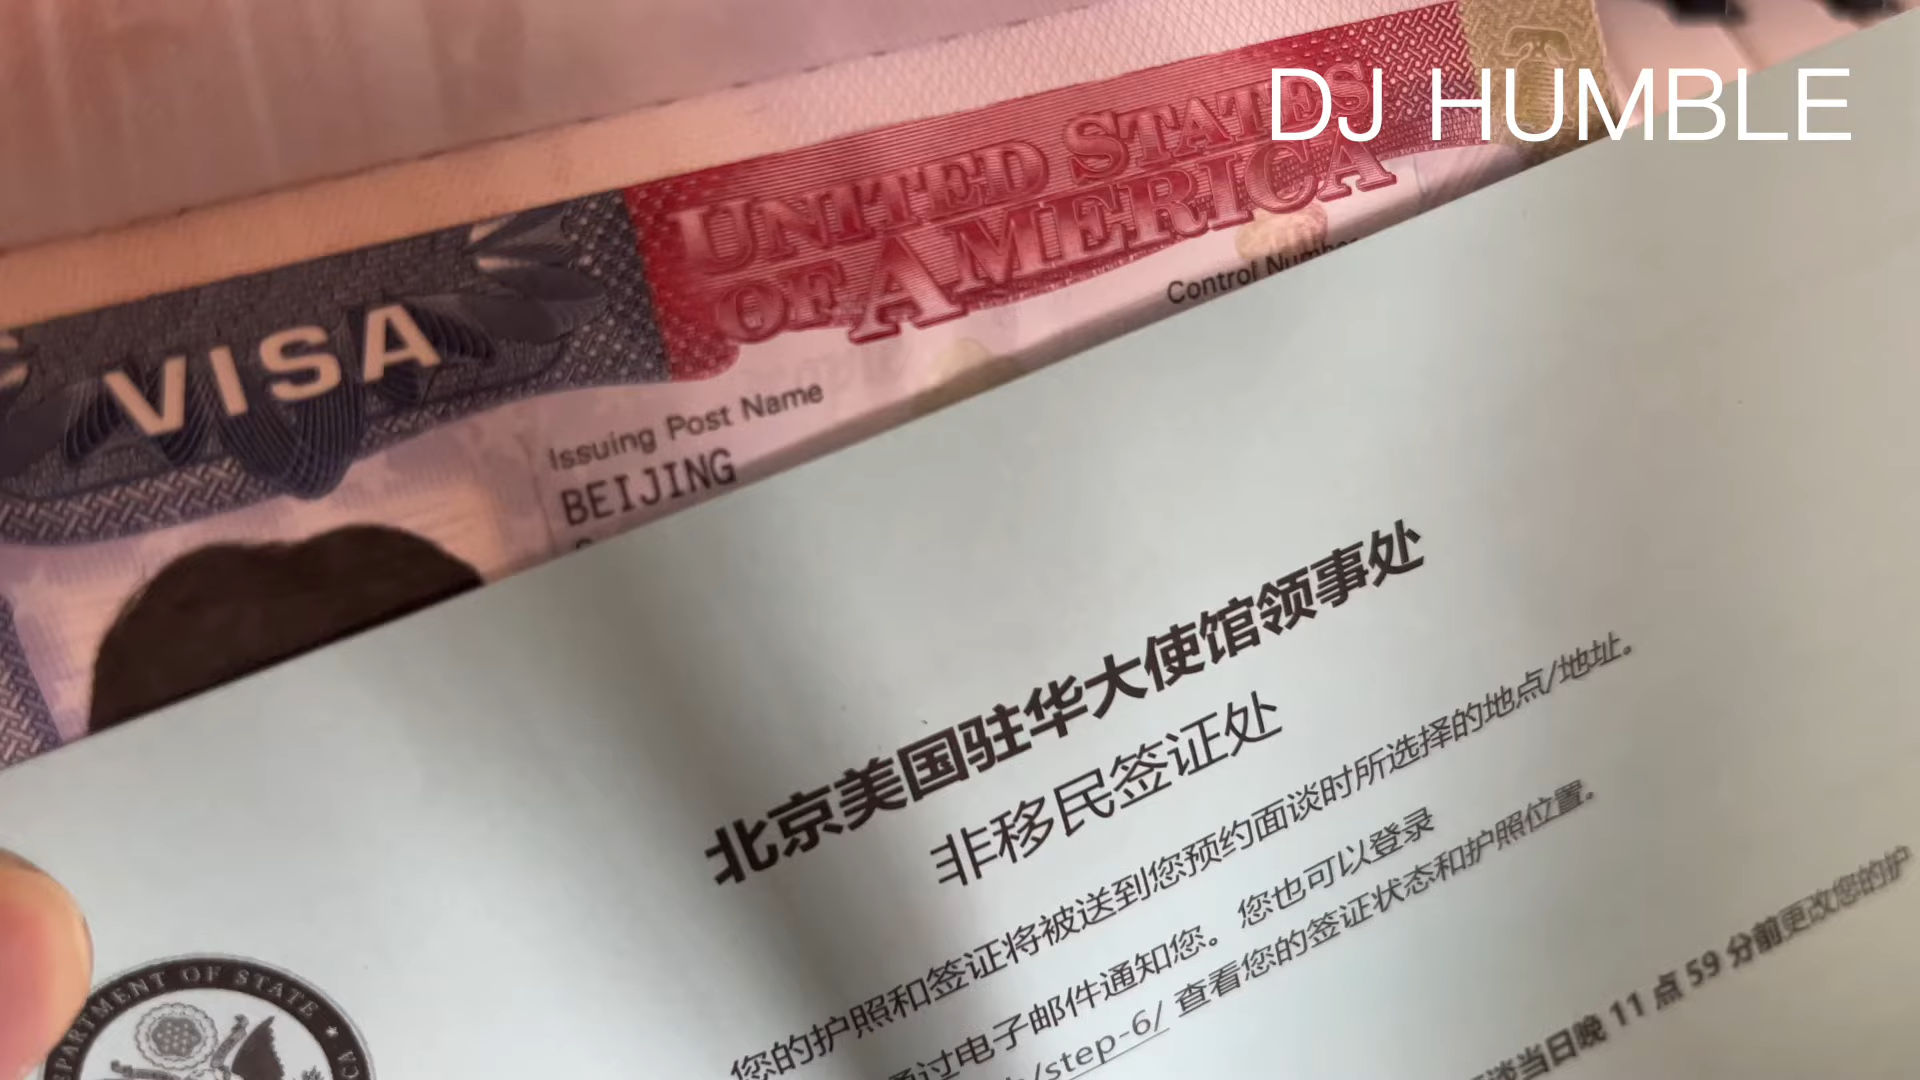 DJ HUMBLE
UNITED STATES
OF AMERICA
VISA
Control Number
Issuing Post Name
BEIJING
北京美国驻华大使馆领事处
非移民签证处
您的护照和签证将被送到您预约面谈时所选择的地点/地址。
通过电子邮件通知您。您也可以登录
/step-6/ 查看您的签证状态和护照位置。
谈当日晚 11 点 59 分前更改您的护
DEPARTMENT OF STATE ★